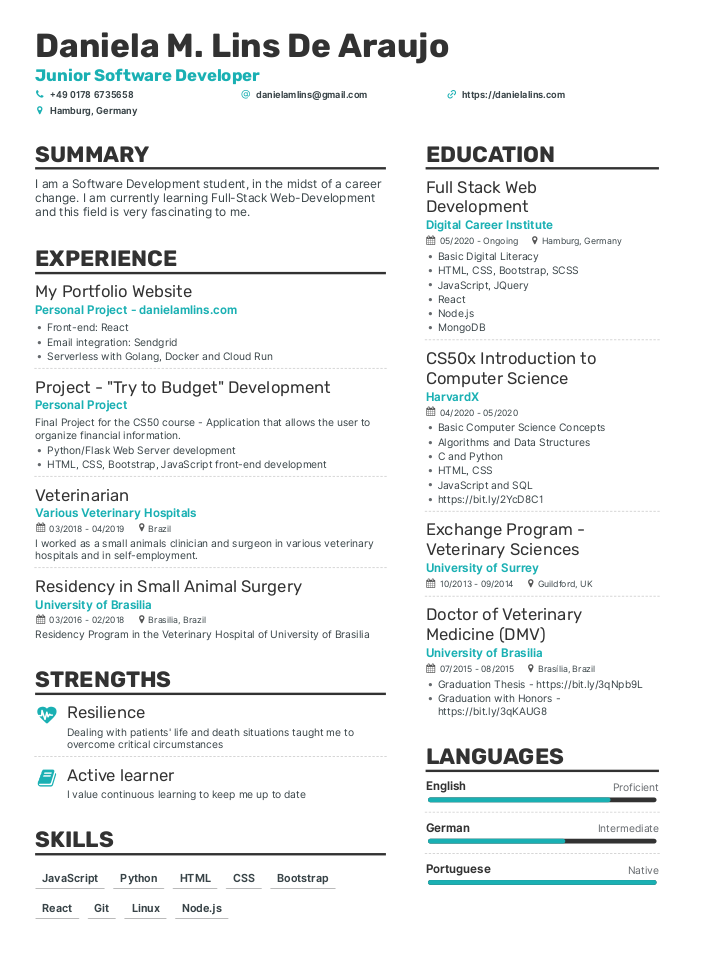 Daniela M. Lins De Araujo
Junior Software Developer
+49 0178 6735658
danielamlins@gmail.com
https://danielalins.com
Hamburg, Germany
SUMMARY
I am a Software Development student, in the midst of a career
change. I am currently learning Full-Stack Web-Development
and this field is very fascinating to me.
EXPERIENCE
My Portfolio Website
Personal Project - danielamlins.com
• Front-end: React
• Email integration: Sendgrid
• Serverless with Golang, Docker and Cloud Run
Project - "Try to Budget" Development
Personal Project
Final Project for the CS50 course - Application that allows the user to
organize financial information.
• Python/Flask Web Server development
• HTML, CSS, Bootstrap, JavaScript front-end development
Veterinarian
Various Veterinary Hospitals
03/2018 - 04/2019 Brazil
I worked as a small animals clinician and surgeon in various veterinary
hospitals and in self-employment.
Residency in Small Animal Surgery
University of Brasilia
03/2016 - 02/2018 Brasilia, Brazil
Residency Program in the Veterinary Hospital of University of Brasilia
STRENGTHS
Resilience
Dealing with patients' life and death situations taught me to
overcome critical circumstances
Active learner
I value continuous learning to keep me up to date
SKILLS
JavaScript Python HTML CSS Bootstrap
React Git Linux Node.js
EDUCATION
Full Stack Web
Development
Digital Career Institute
05/2020 - Ongoing Hamburg, Germany
• Basic Digital Literacy
• HTML, CSS, Bootstrap, SCSS
• JavaScript, JQuery
• React
• Node.js
• MongoDB
CS50x Introduction to
Computer Science
HarvardX
04/2020 - 05/2020
• Basic Computer Science Concepts
• Algorithms and Data Structures
• C and Python
• HTML, CSS
• JavaScript and SQL
• https://bit.ly/2YcD8C1
Exchange Program -
Veterinary Sciences
University of Surrey
10/2013 - 09/2014 Guildford, UK
Doctor of Veterinary
Medicine (DMV)
University of Brasilia
07/2015 - 08/2015 Brasília, Brazil
• Graduation Thesis - https://bit.ly/3qNpb9L
• Graduation with Honors -
https://bit.ly/3qKAUG8
LANGUAGES
English Proficient
German Intermediate
Portuguese Native